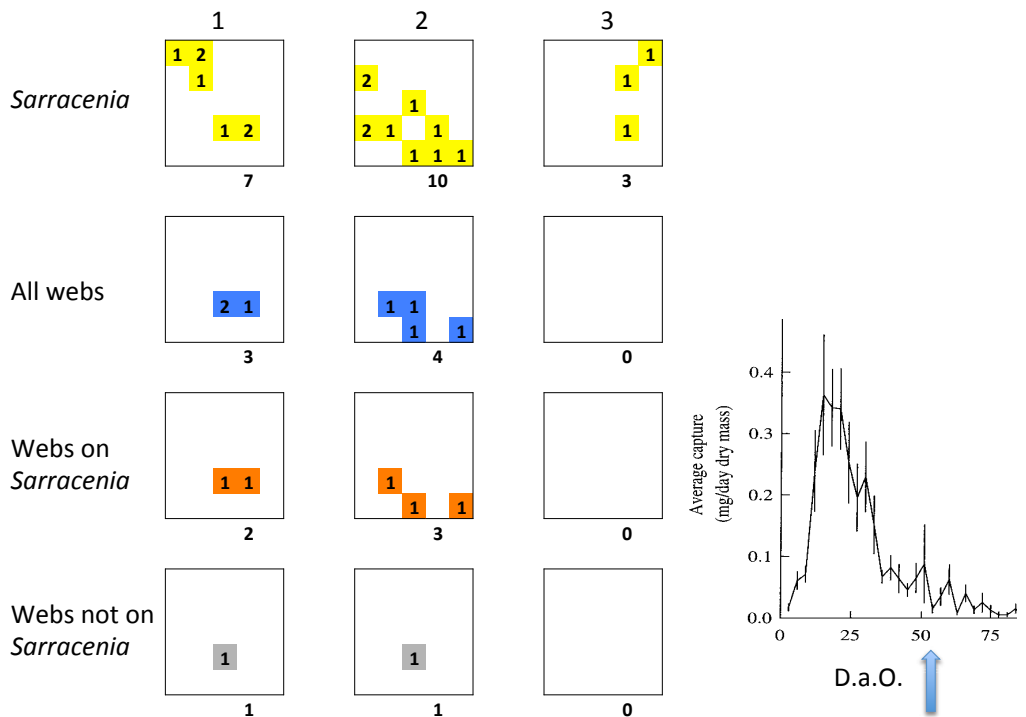 1 2 3
Sarracenia
1 2
1
1 2
7
2
1
2 1 1
1 1 1
10
1
1
1
3
All webs
2 1
3
1 1
1 1
4
0
Webs on
Sarracenia
1 1
2
1
1 1
3
0
Webs not on
Sarracenia
1
1
1
1
0
Average capture
(mg/day dry mass)
0.4
0.3
0.2
0.1
0.0
0 25 50 75
D.a.O.